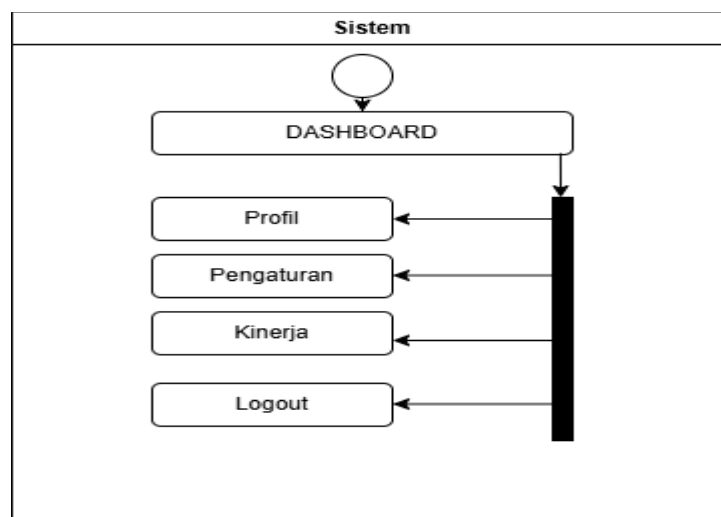 Sistem
DASHBOARD
Profil
Pengaturan
Kinerja
Logout